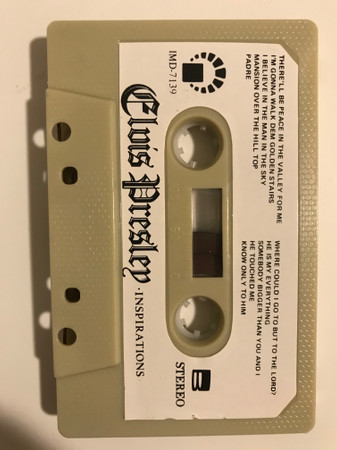 THERE'LL BE PEACE IN THE VALLEY FOR ME
I'M GONNA WALK DEM GOLDEN STAIRS
I BELIEVE IN THE MAN IN THE SKY
MANSION OVER THE HILL TOP
PADRE
WHERE COULD I GO TO BUT TO THE LORD?
HE IS MY EVERYTHING
SOMEBODY BIGGER THAN YOU AND I
HE TOUCHED ME
KNOW ONLY TO HIM
IMD-7139
B
STEREO
Elvis Presley · INSPIRATIONS